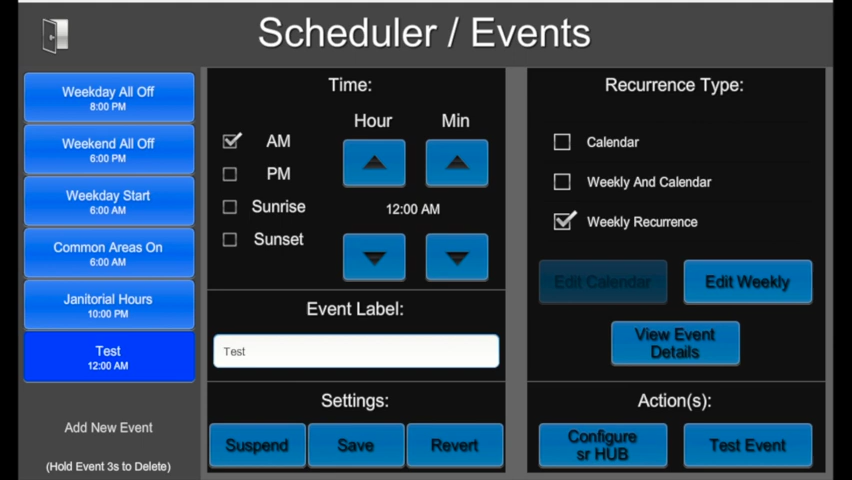 Scheduler / Events
Weekday All Off
8:00 PM
Weekend All Off
6:00 PM
Weekday Start
6:00 AM
Common Areas On
6:00 AM
Janitorial Hours
10:00 PM
Test
12:00 AM
Add New Event
(Hold Event 3s to Delete)
Time:
Hour Min
AM
PM
Sunrise
Sunset
12:00 AM
Event Label:
Test
Settings:
Suspend Save Revert
Recurrence Type:
Calendar
Weekly And Calendar
Weekly Recurrence
Edit Calendar Edit Weekly
View Event
Details
Action(s):
Configure
sr HUB
Test Event